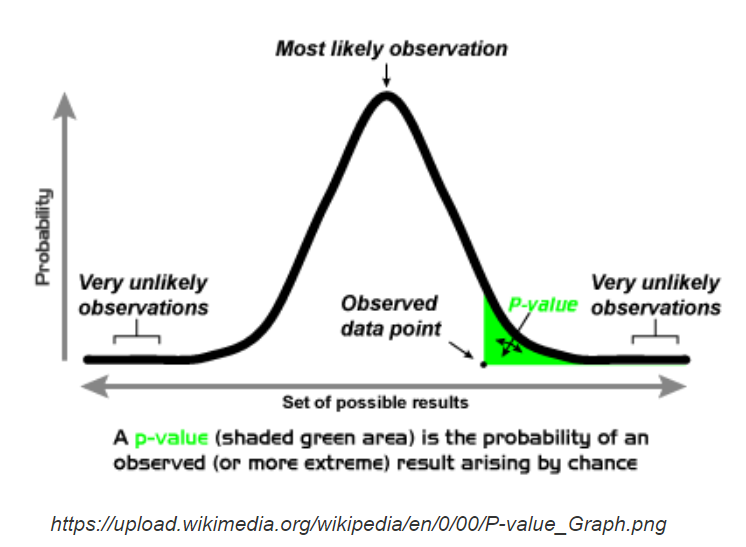 Most likely observation
Probability
Very unlikely
observations
Observed
data point
P-value
Very unlikely
observations
Set of possible results
A p-value (shaded green area) is the probability of an
observed (or more extreme) result arising by chance
https://upload.wikimedia.org/wikipedia/en/0/00/P-value_Graph.png